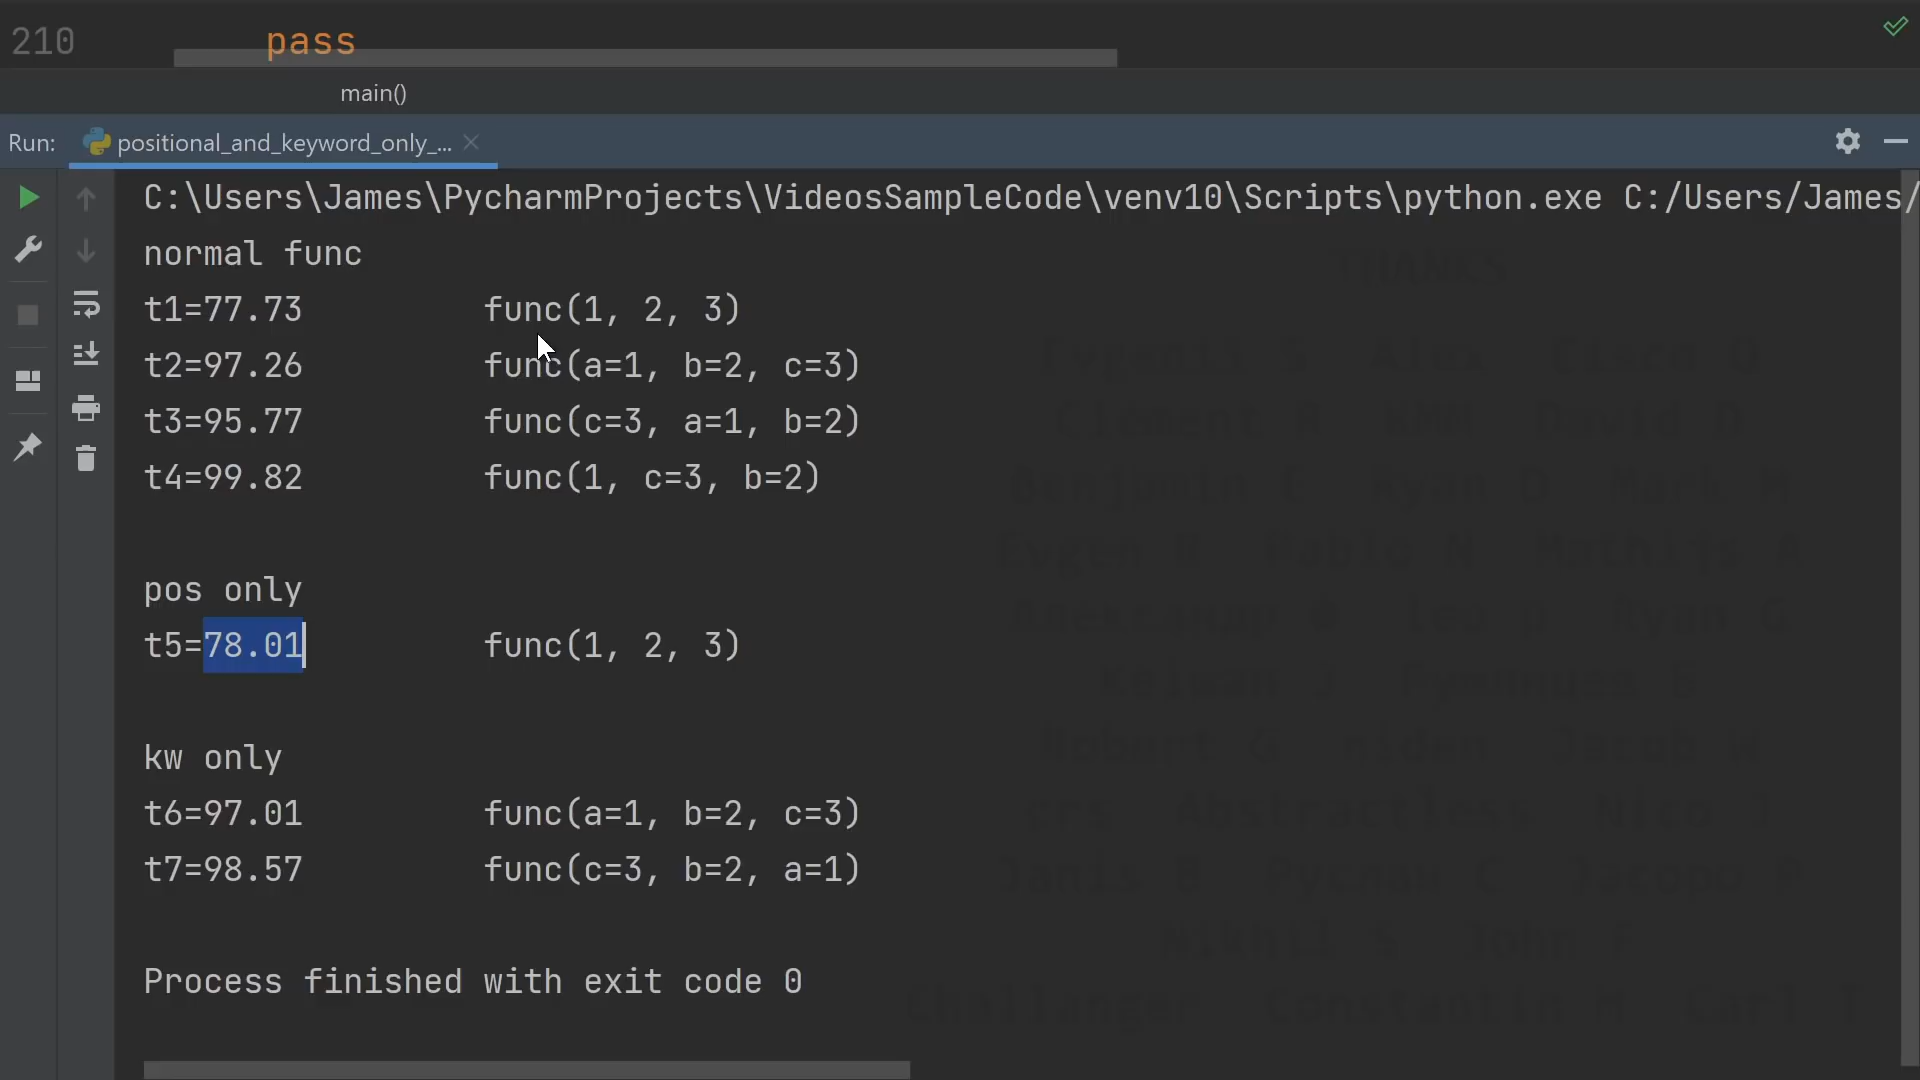 210 pass
main()
Run: positional_and_keyword_only_...
C:\Users\James\PycharmProjects\VideosSampleCode\venv10\Scripts\python.exe C:/Users/James/
normal func
t1=77.73 func(1, 2, 3)
t2=97.26 func(a=1, b=2, c=3)
t3=95.77 func(c=3, a=1, b=2)
t4=99.82 func(1, c=3, b=2)
pos only
t5=78.01 func(1, 2, 3)
kw only
t6=97.01 func(a=1, b=2, c=3)
t7=98.57 func(c=3, b=2, a=1)
Process finished with exit code 0